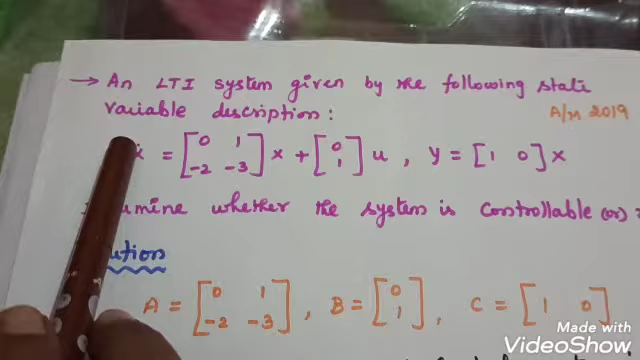 → An LTI system given by the following state
variable description:
A/M 2019
ẋ = [0 1 -2 -3] x + [0 1] u , y = [1 0] x
whether the system is controllable (or)
A = [0 1 -2 -3] , B = [0 1] , C = [1 0]
Made with
VideoShow